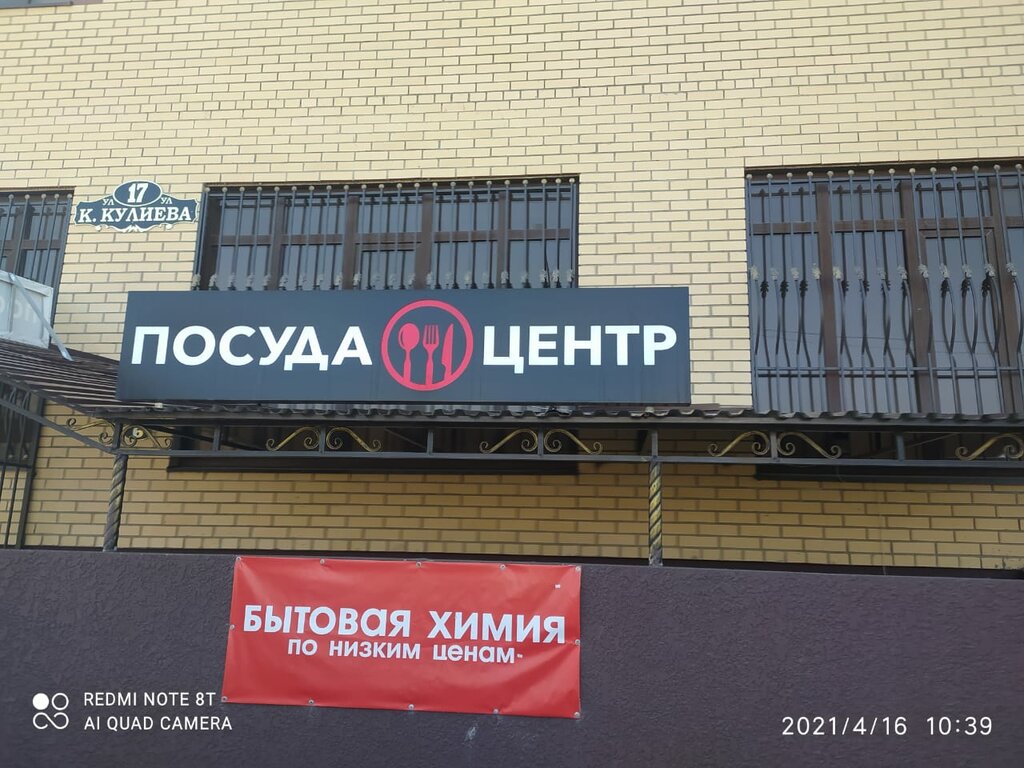 17
УЛ УЛ
К. КУЛИЕВА
ПОСУДА ЦЕНТР
БЫТОВАЯ ХИМИЯ
ПО НИЗКИМ ЦЕНАМ
REDMI NOTE 8T
AI QUAD CAMERA
2021/4/16 10:39